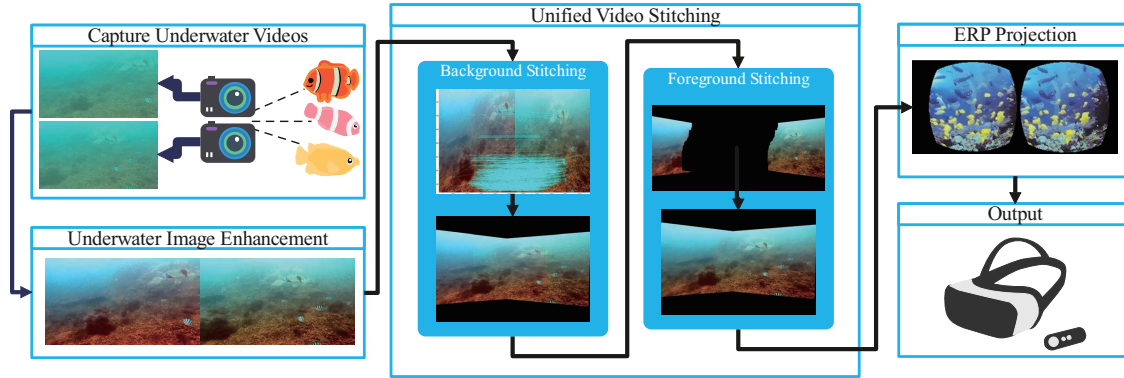 Capture Underwater Videos
Underwater Image Enhancement
Unified Video Stitching
Background Stitching
Foreground Stitching
ERP Projection
Output